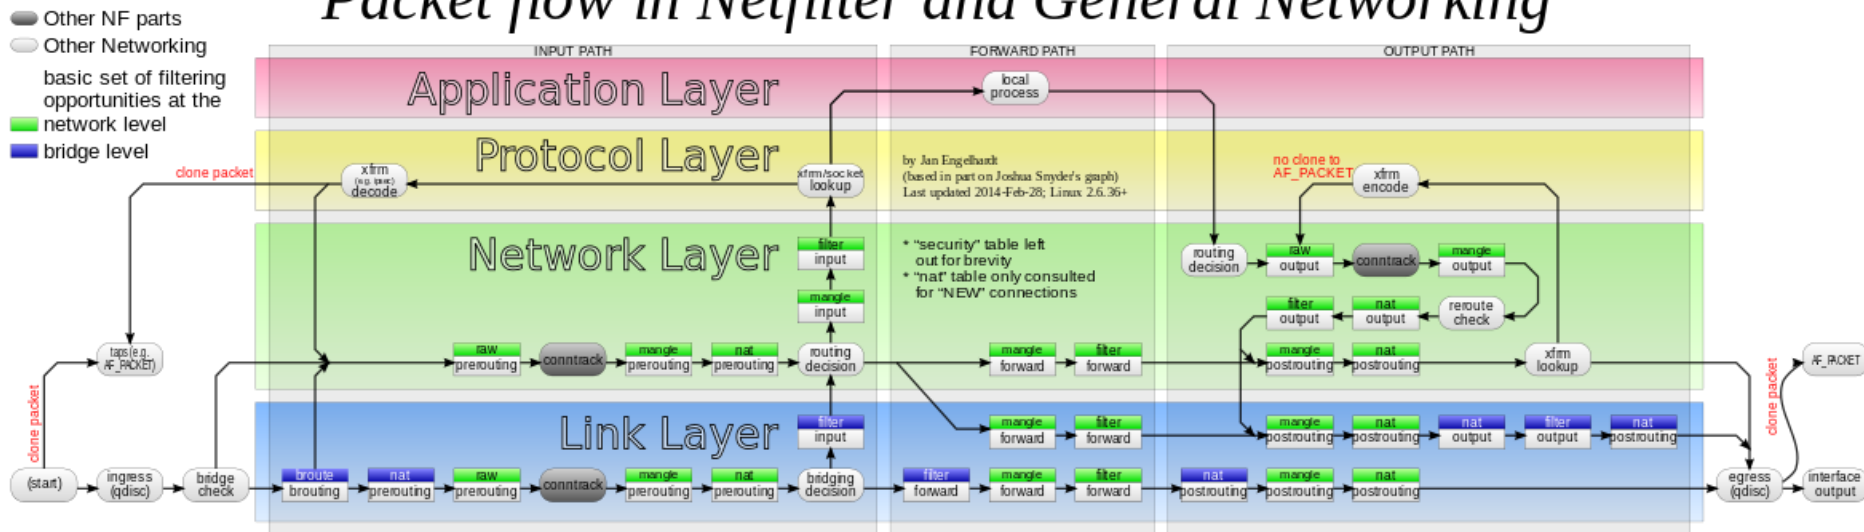 Packet flow in Netfilter and General Networking
Other NF parts
Other Networking
basic set of filtering
opportunities at the
network level
bridge level
INPUT PATH
FORWARD PATH
OUTPUT PATH
Application Layer
local
process
Protocol Layer
clone packet
xfrm
(e.g. ipsec)
decode
xfrm/socket
lookup
by Jan Engelhardt
(based in part on Joshua Snyder's graph)
Last updated 2014-Feb-28; Linux 2.6.36+
no clone to
AF_PACKET
xfrm
encode
Network Layer
filter
input
mangle
input
* “security” table left
out for brevity
* “nat” table only consulted
for “NEW” connections
routing
decision
raw
output
conntrack
mangle
output
filter
output
nat
output
reroute
check
taps (e.g.
AF_PACKET)
raw
prerouting
conntrack
mangle
prerouting
nat
prerouting
routing
decision
mangle
forward
filter
forward
mangle
postrouting
nat
postrouting
xfrm
lookup
clone packet
AF_PACKET
Link Layer
filter
input
mangle
forward
filter
forward
mangle
postrouting
nat
postrouting
nat
output
filter
output
nat
postrouting
clone packet
(start)
ingress
(qdisc)
bridge
check
broute
brouting
nat
prerouting
raw
prerouting
conntrack
mangle
prerouting
nat
prerouting
bridging
decision
filter
forward
mangle
forward
filter
forward
nat
postrouting
mangle
postrouting
nat
postrouting
egress
(qdisc)
interface
output